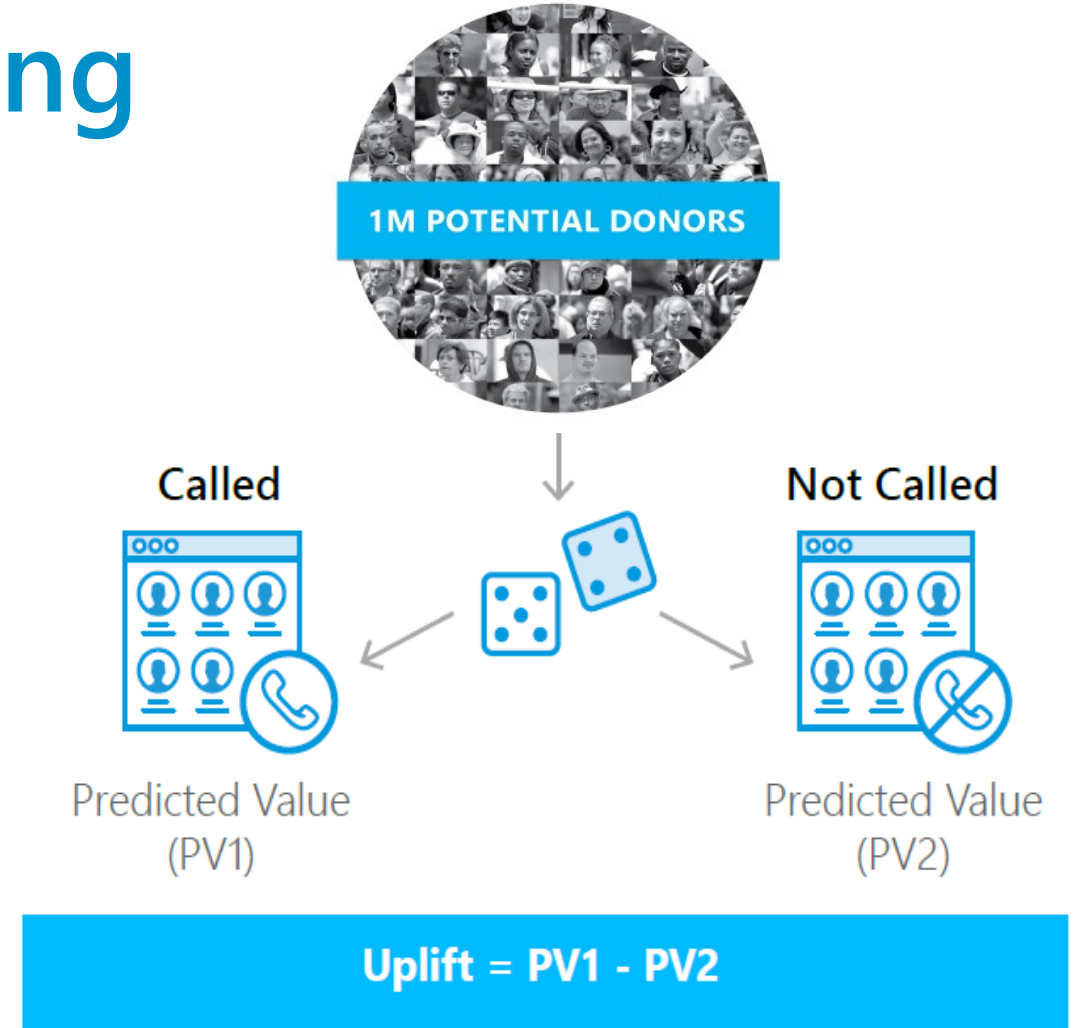 ng
1M POTENTIAL DONORS
Called
Not Called
Predicted Value
(PV1)
Predicted Value
(PV2)
Uplift = PV1 - PV2